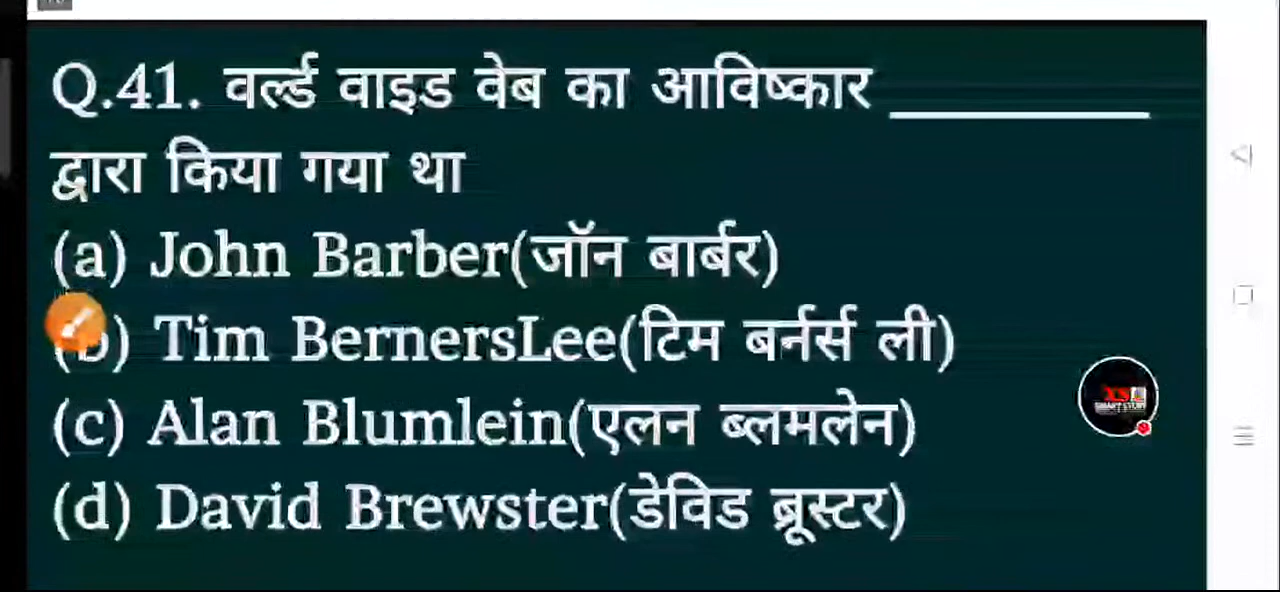 Q.41. वर्ल्ड वाइड वेब का आविष्कार __________
द्वारा किया गया था
(a) John Barber(जॉन बार्बर)
(b) Tim BernersLee(टिम बर्नर्स ली)
(c) Alan Blumlein(एलन ब्लमलेन)
(d) David Brewster(डेविड ब्रूस्टर)